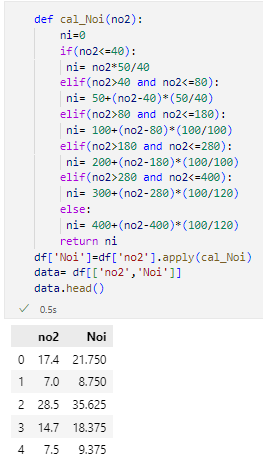 def cal_Noi(no2):
    ni=0
    if(no2<=40):
     ni= no2*50/40
    elif(no2>40 and no2<=80):
     ni= 50+(no2-40)*(50/40)
    elif(no2>80 and no2<=180):
     ni= 100+(no2-80)*(100/100)
    elif(no2>180 and no2<=280):
     ni= 200+(no2-180)*(100/100)
    elif(no2>280 and no2<=400):
     ni= 300+(no2-280)*(100/120)
    else:
     ni= 400+(no2-400)*(100/120)
    return ni
df['Noi']=df['no2'].apply(cal_Noi)
data= df[['no2','Noi']]
data.head()
0.5s
no2 Noi
0 17.4 21.750
1 7.0 8.750
2 28.5 35.625
3 14.7 18.375
4 7.5 9.375